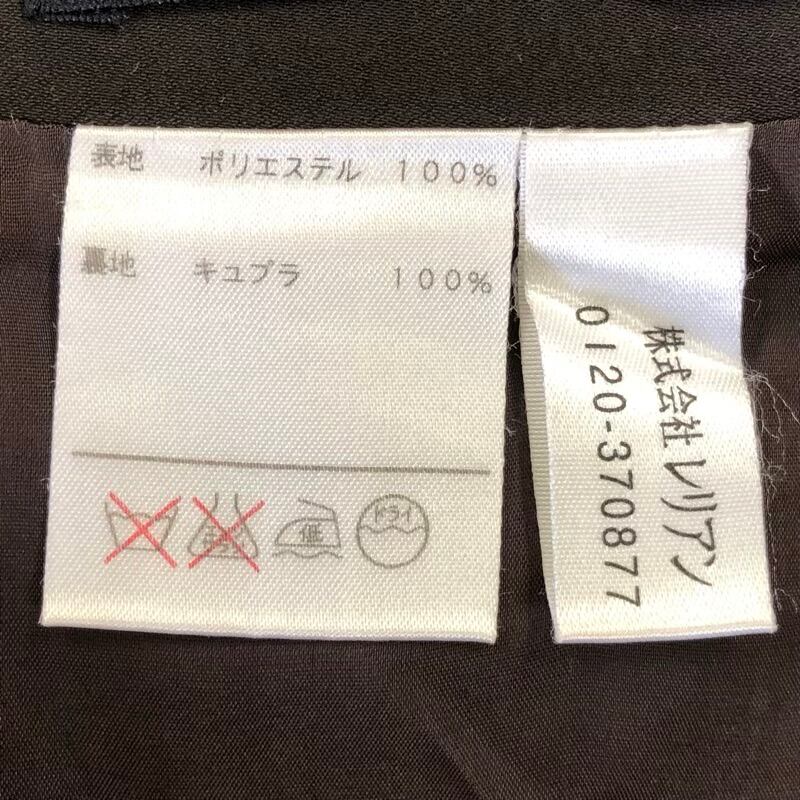 表地 ポリエステル 100%
裏地 キュプラ 100%
低
ドライ
株式会社レリアン
0120-370877